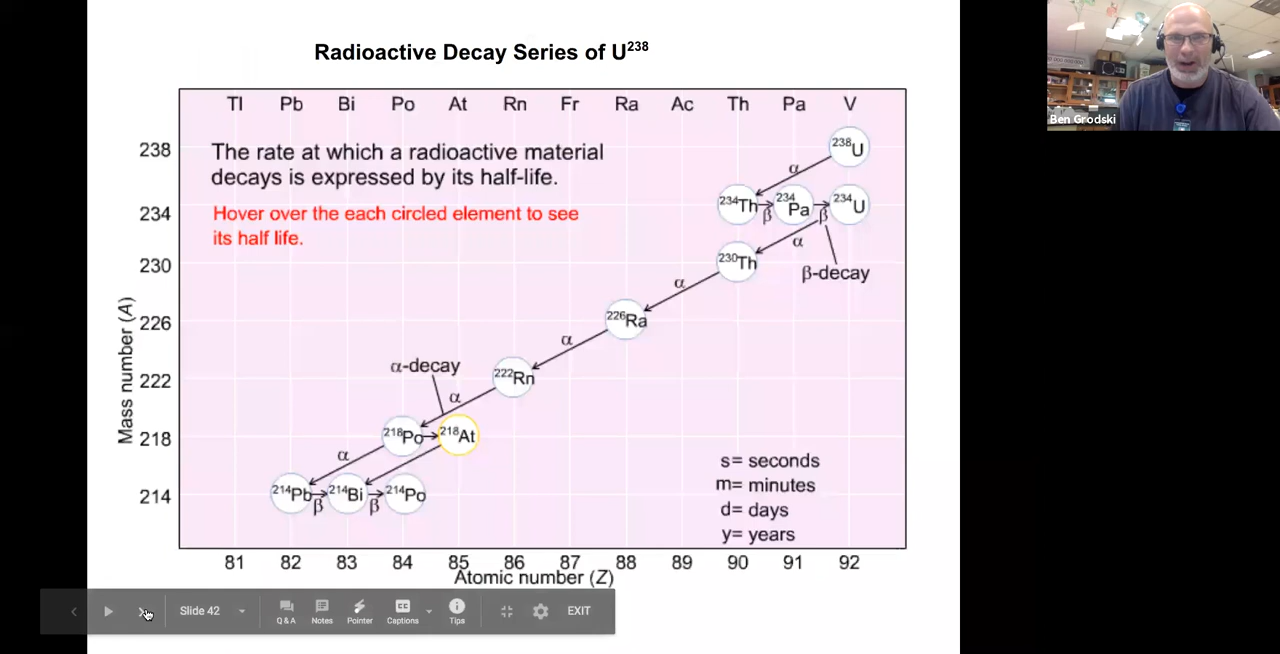 Radioactive Decay Series of U238
Tl Pb Bi Po At Rn Fr Ra Ac Th Pa V
The rate at which a radioactive material
decays is expressed by its half-life.
Hover over the each circled element to see
its half life.
Mass number (A)
238
234
230
226
222
218
214
238U
α
234Th
β
234Pa
β
234U
α
β-decay
230Th
α
226Ra
α
222Rn
α-decay
α
218Po
218At
α
214Pb
β
214Bi
β
214Po
s= seconds
m= minutes
d= days
y= years
81 82 83 84 85 86 87 88 89 90 91 92
Atomic number (Z)
Slide 42
Q & A
Notes
Pointer
CC
Captions
Tips
EXIT
Ben Grodski